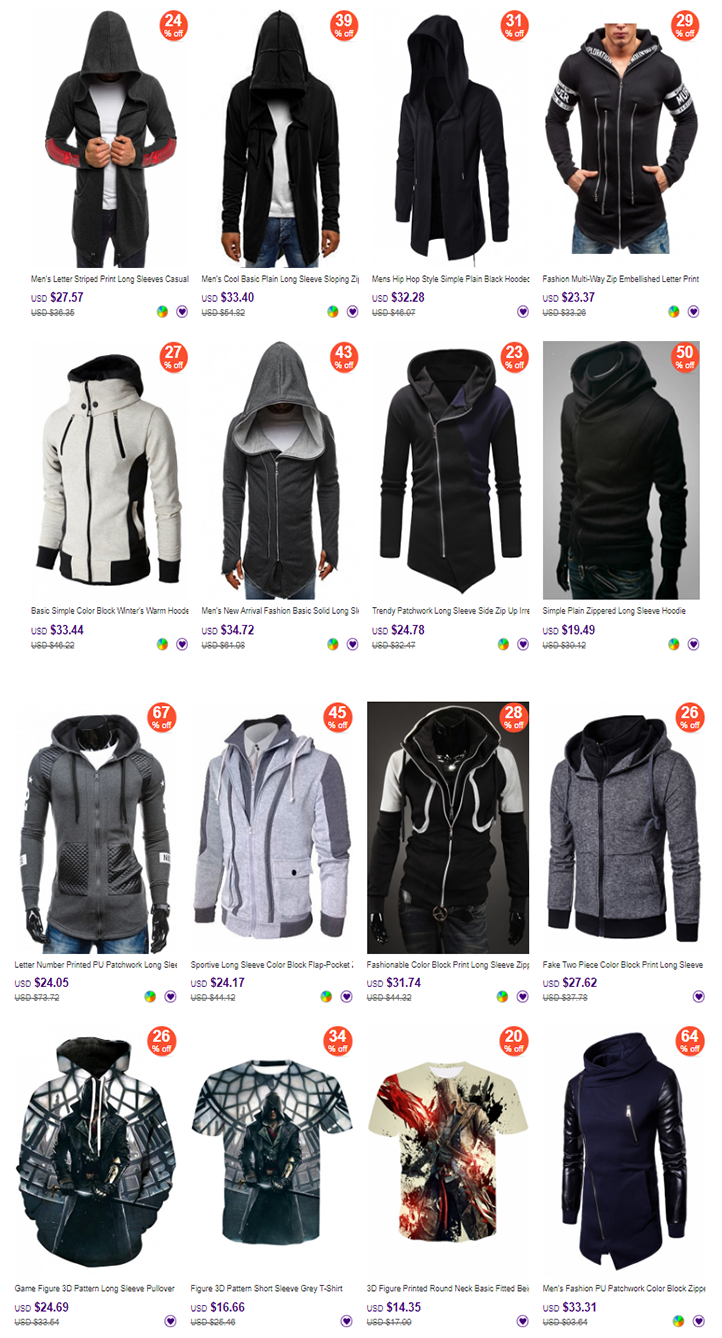 24 % off
39 % off
31 % off
29 % off
Men's Letter Striped Print Long Sleeves Casual
Men's Cool Basic Plain Long Sleeve Sloping Zi
Mens Hip Hop Style Simple Plain Black Hooded
Fashion Multi-Way Zip Embellished Letter Print
USD $27.57
USD $33.40
USD $32.28
USD $23.37
USD $36.35
USD $54.82
USD $46.07
USD $33.26
27 % off
43 % off
23 % off
50 % off
Basic Simple Color Block Winter's Warm Hoode
Men's New Arrival Fashion Basic Solid Long Sle
Trendy Patchwork Long Sleeve Side Zip Up Irre
Simple Plain Zippered Long Sleeve Hoodie
USD $33.44
USD $34.72
USD $24.78
USD $19.49
USD $46.22
USD $61.03
USD $32.47
USD $39.12
67 % off
45 % off
28 % off
26 % off
Letter Number Printed PU Patchwork Long Slee
Sportive Long Sleeve Color Block Flap-Pocket Z
Fashionable Color Block Print Long Sleeve Zipp
Fake Two Piece Color Block Print Long Sleeve
USD $24.05
USD $24.17
USD $31.74
USD $27.62
USD $73.72
USD $44.12
USD $44.32
USD $37.78
26 % off
34 % off
20 % off
64 % off
Game Figure 3D Pattern Long Sleeve Pullover
Figure 3D Pattern Short Sleeve Grey T-Shirt
3D Figure Printed Round Neck Basic Fitted Bei
Men's Fashion PU Patchwork Color Block Zippe
USD $24.69
USD $16.66
USD $14.35
USD $33.31
USD $33.54
USD $25.46
USD $17.99
USD $93.64